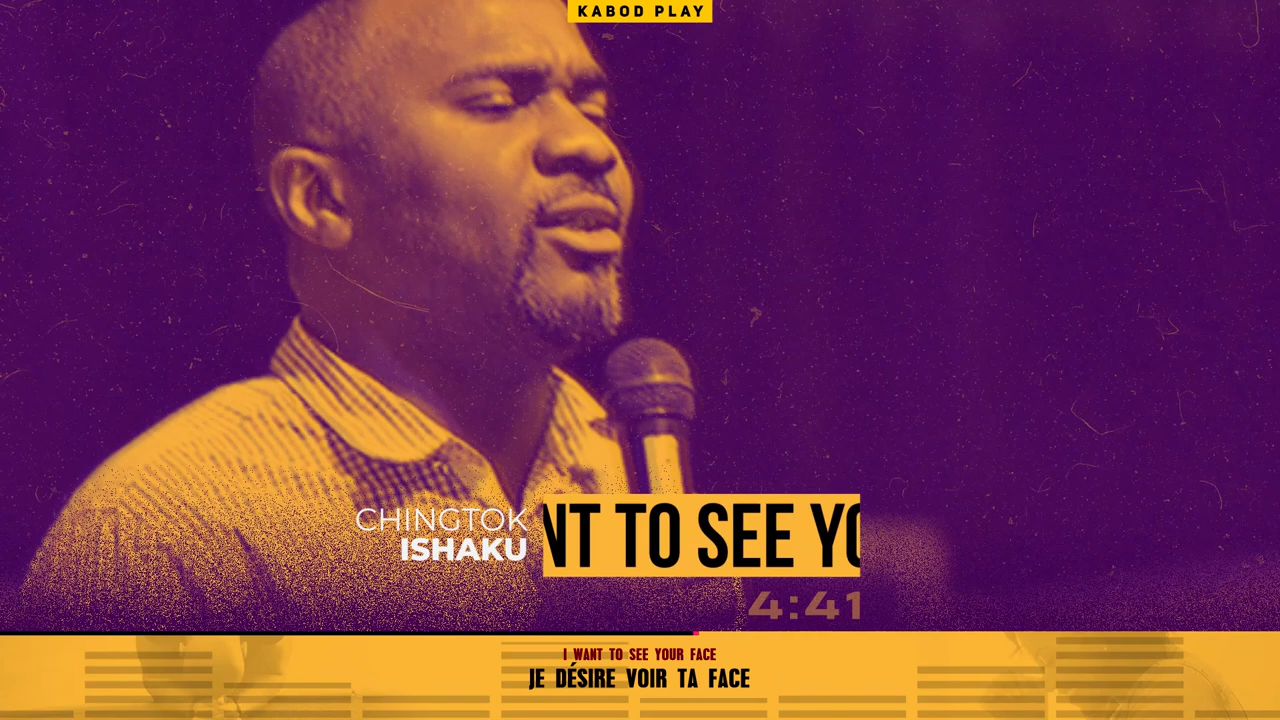 KABOD PLAY
CHINGTOK
ISHAKU
NT TO SEE YO
4:41
I WANT TO SEE YOUR FACE
JE DÉSIRE VOIR TA FACE